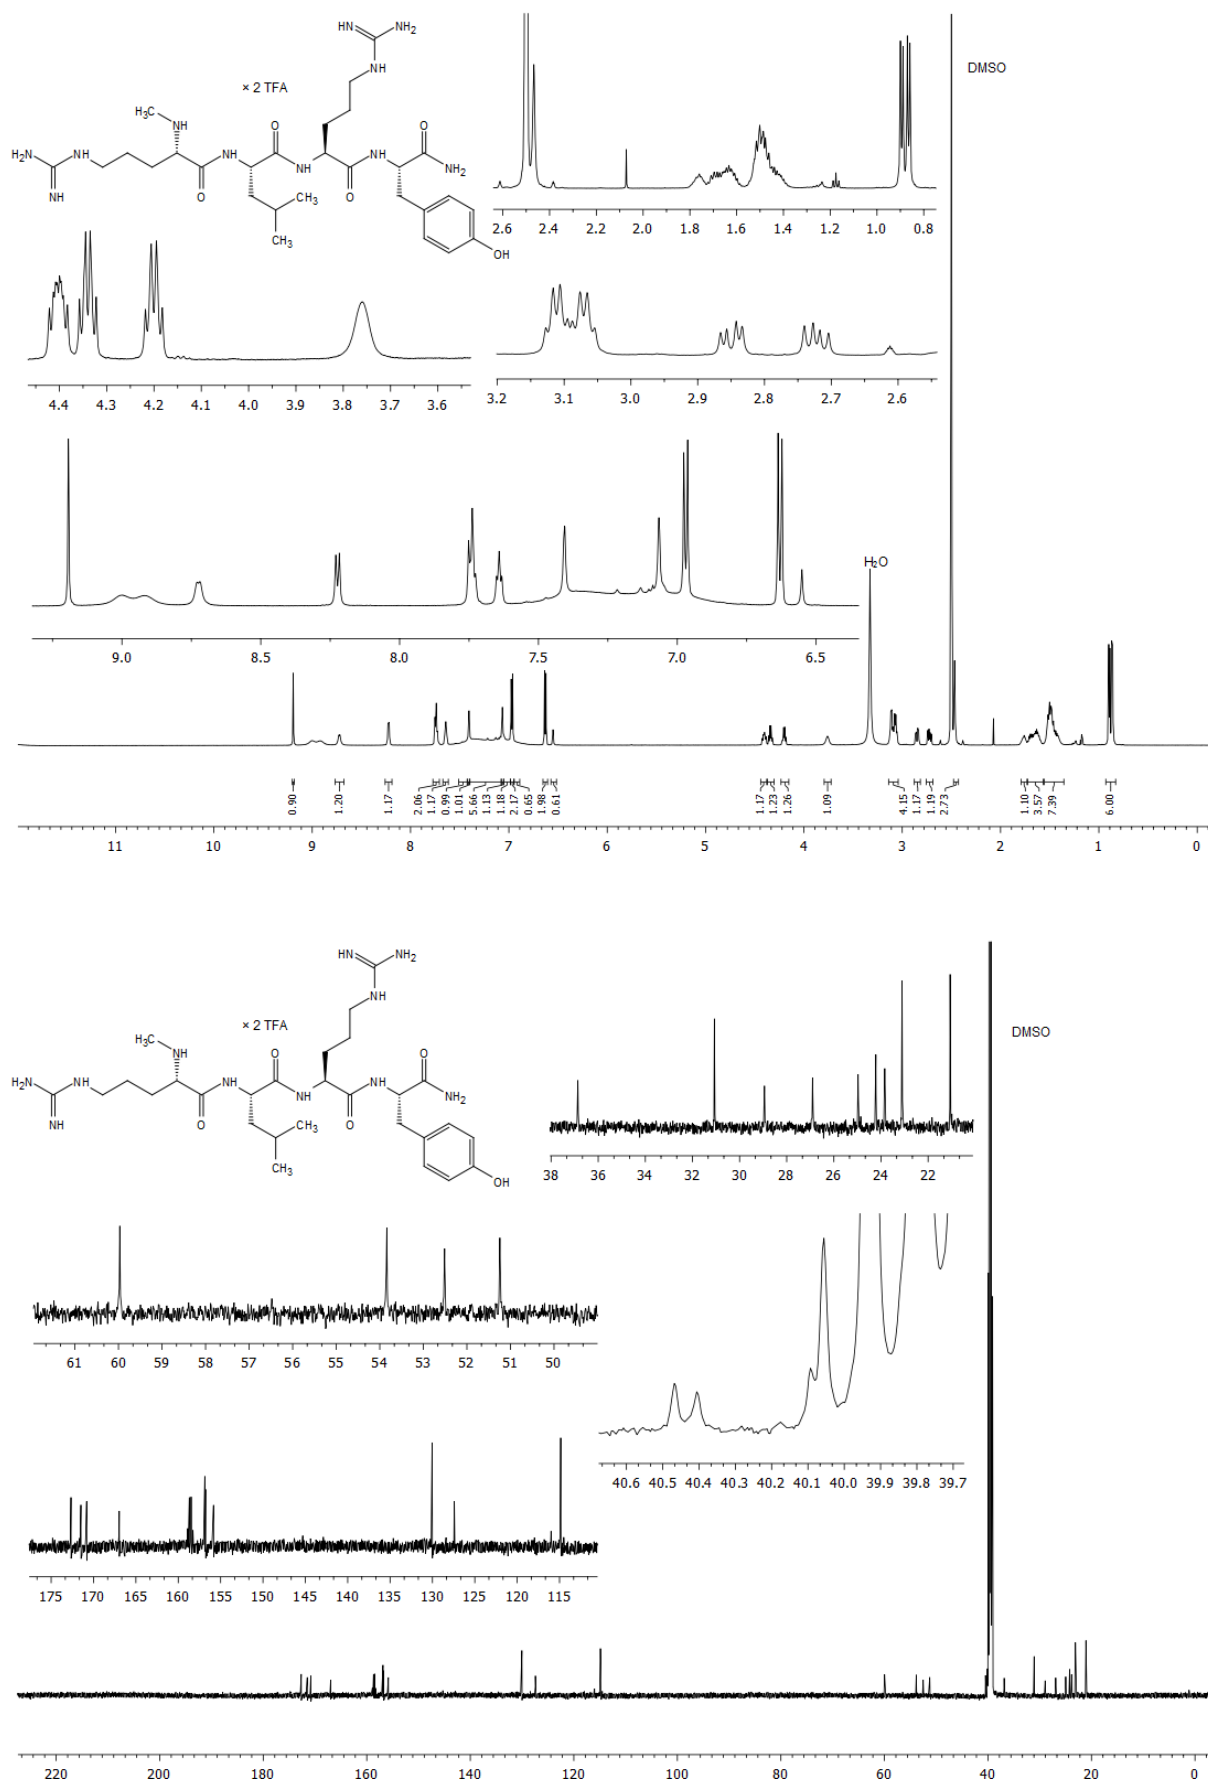 NH₂
HN
NH
× 2 TFA
H₃C
NH
O
O
H₂N
NH
NH
NH
NH₂
HN
NH
O
O
CH₃
CH₃
OH
DMSO
2.6 2.4 2.2 2.0 1.8 1.6 1.4 1.2 1.0 0.8
4.4 4.3 4.2 4.1 4.0 3.9 3.8 3.7 3.6
3.2 3.1 3.0 2.9 2.8 2.7 2.6
9.0 8.5 8.0 7.5 7.0 6.5
H₂O
0.90 1.20 1.17 2.06 1.17 0.99 1.01 5.66 1.13 1.18 2.17 0.65 1.98 0.61 1.17 1.23 1.26 1.09 4.15 1.17 1.19 2.73 1.10 3.57 7.39 6.00
11 10 9 8 7 6 5 4 3 2 1 0
NH₂
HN
NH
× 2 TFA
H₃C
NH
O
O
H₂N
NH
NH
NH
NH₂
HN
NH
O
O
CH₃
CH₃
OH
DMSO
38 36 34 32 30 28 26 24 22
61 60 59 58 57 56 55 54 53 52 51 50
40.6 40.5 40.4 40.3 40.2 40.1 40.0 39.9 39.8 39.7
175 170 165 160 155 150 145 140 135 130 125 120 115
220 200 180 160 140 120 100 80 60 40 20 0